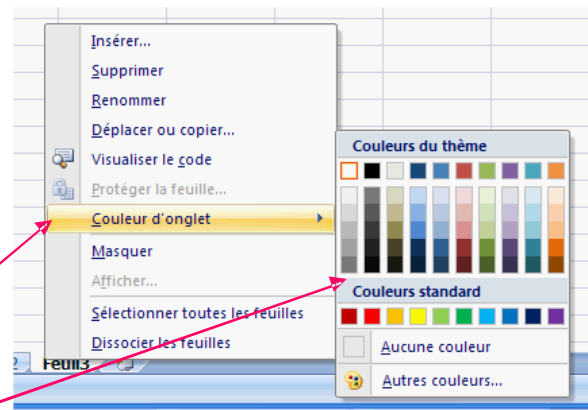 Insérer...
Supprimer
Renommer
Déplacer ou copier...
Visualiser le code
Protéger la feuille...
Couleur d'onglet
Masquer
Afficher...
Sélectionner toutes les feuilles
Dissocier les feuilles
Couleurs du thème
Couleurs standard
Aucune couleur
Autres couleurs...
2 Feuil3